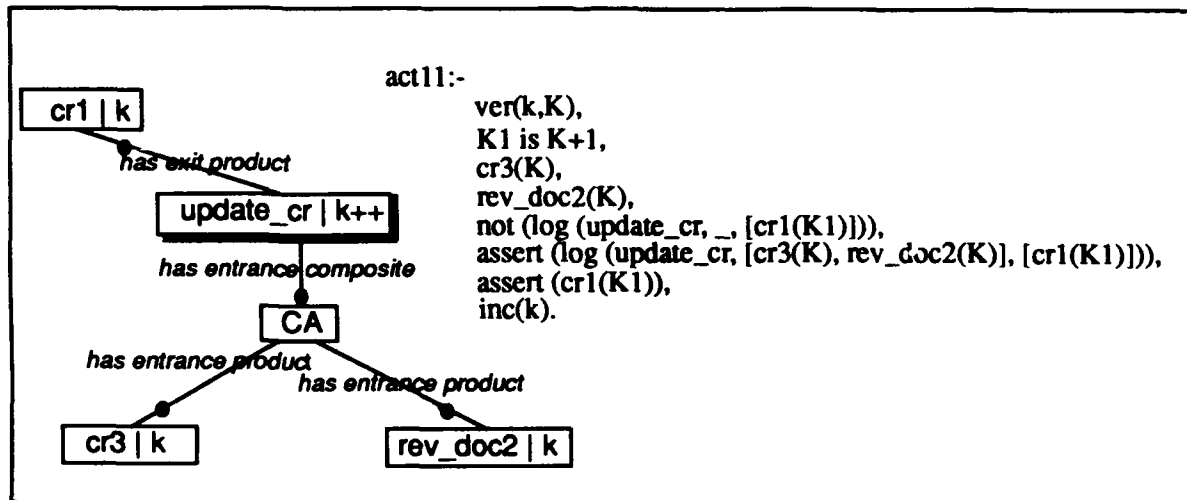 act11:-
ver(k,K),
K1 is K+1,
cr3(K),
rev_doc2(K),
not (log (update_cr, _, [cr1(K1)])),
assert (log (update_cr, [cr3(K), rev_doc2(K)], [cr1(K1)])),
assert (cr1(K1)),
inc(k).
cr1 | k
has exit product
update_cr | k++
has entrance composite
CA
has entrance product
has entrance product
cr3 | k
rev_doc2 | k